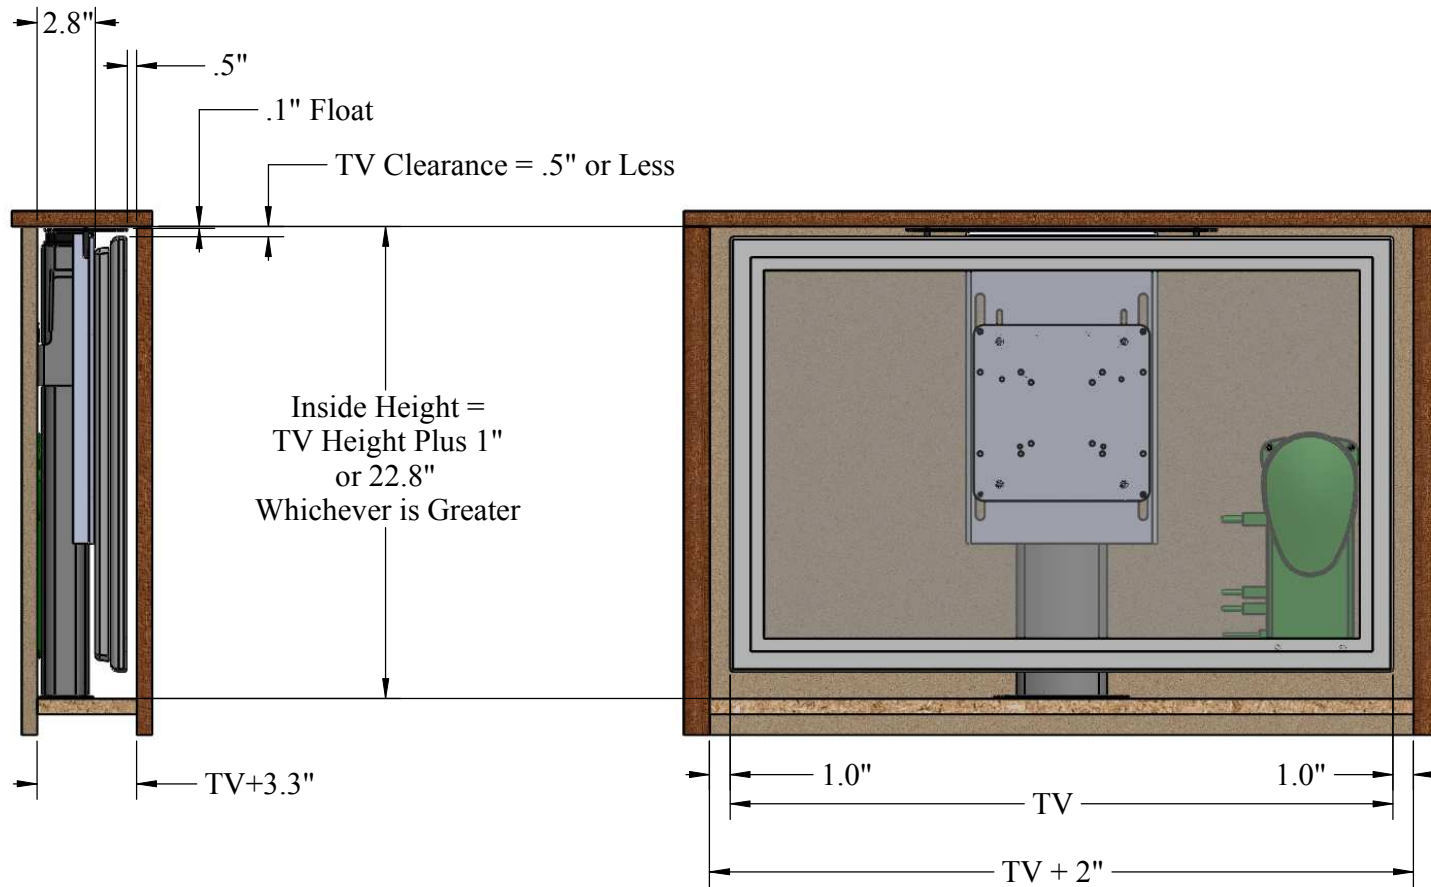 2.8"
.5"
.1" Float
TV Clearance = .5" or Less
Inside Height =
TV Height Plus 1"
or 22.8"
Whichever is Greater
TV+3.3"
1.0"
1.0"
TV
TV + 2"